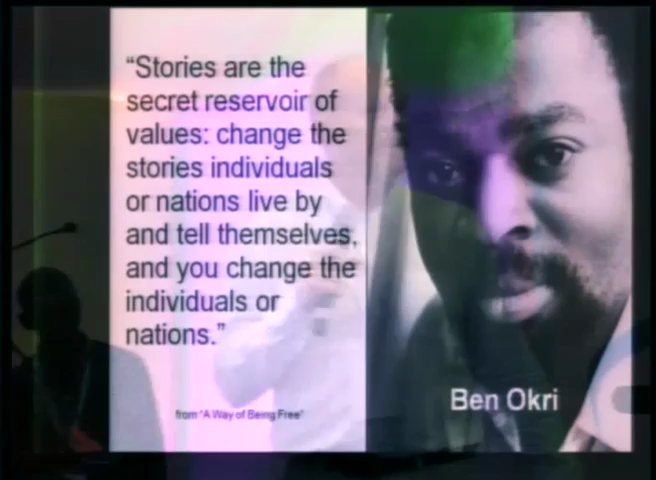 “Stories are the
secret reservoir of
values: change the
stories individuals
or nations live by
and tell themselves,
and you change the
individuals or
nations.”
from “A Way of Being Free”
Ben Okri